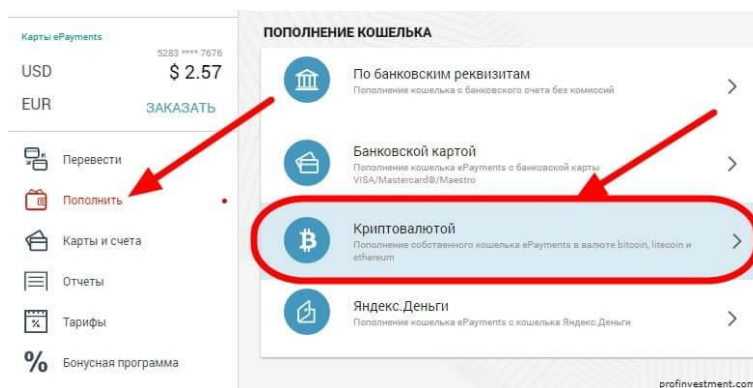 Карты ePayments
5283 **** 7676
USD $ 2.57
EUR ЗАКАЗАТЬ
Перевести
Пополнить
Карты и счета
Отчеты
Тарифы
Бонусная программа
ПОПОЛНЕНИЕ КОШЕЛЬКА
По банковским реквизитам
Пополнение кошелька с банковского счета без комиссий
Банковской картой
Пополнение кошелька ePayments с банковской карты
VISA/Mastercard®/Maestro
Криптовалютой
Пополнение собственного кошелька ePayments в валюте bitcoin, litecoin и
ethereum
Яндекс.Деньги
Пополнение кошелька ePayments с кошелька Яндекс.Деньги
profinvestment.com